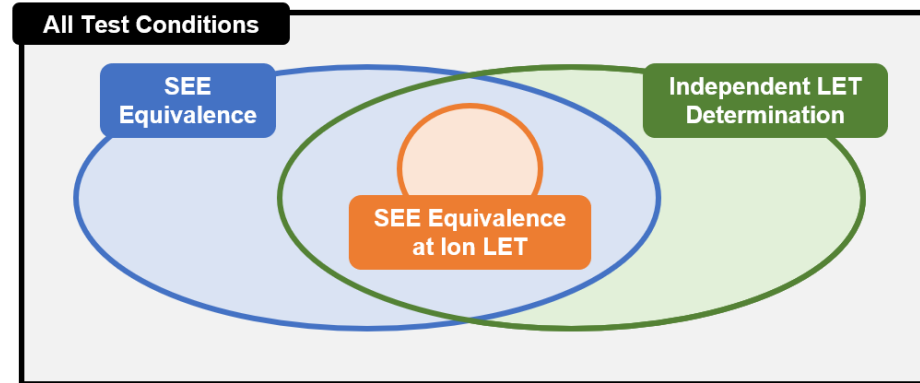 All Test Conditions
SEE
Equivalence
Independent LET
Determination
SEE Equivalence
at Ion LET